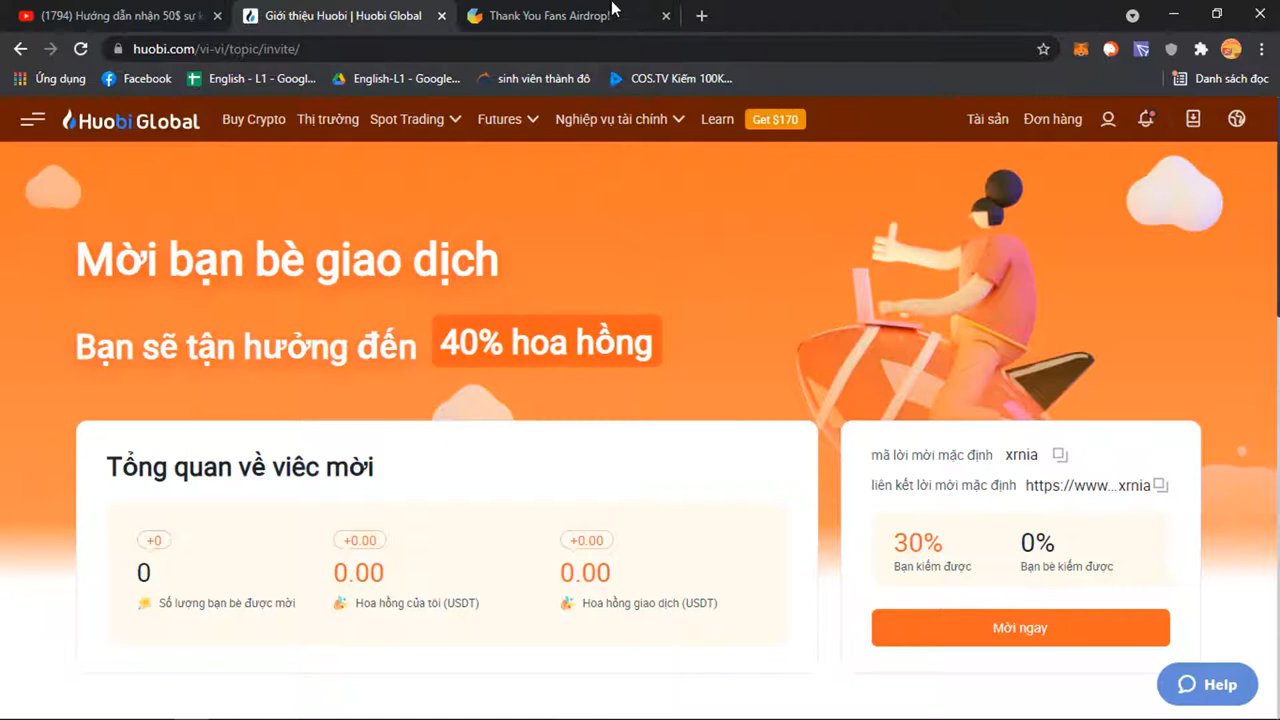 (1794) Hướng dẫn nhận 50$ sự k
Giới thiệu Huobi | Huobi Global
Thank You Fans Airdrop!
huobi.com/vi-vi/topic/invite/
Ứng dụng
Facebook
English - L1 - Googl...
English-L1 - Google...
sinh viên thành đô
COS.TV Kiếm 100K...
Danh sách đọc
Huobi Global
Buy Crypto
Thị trường
Spot Trading
Futures
Nghiệp vụ tài chính
Learn
Get $170
Tài sản
Đơn hàng
Mời bạn bè giao dịch
Bạn sẽ tận hưởng đến 40% hoa hồng
Tổng quan về viêc mời
+0
+0.00
+0.00
0
0.00
0.00
Số lương bạn bè được mời
Hoa hồng của tôi (USDT)
Hoa hồng giao dịch (USDT)
mã lời mời mặc định xrnia
liên kết lời mời mặc định https://www...xrnia
30%
0%
Bạn kiếm được
Bạn bè kiếm được
Mời ngay
Help